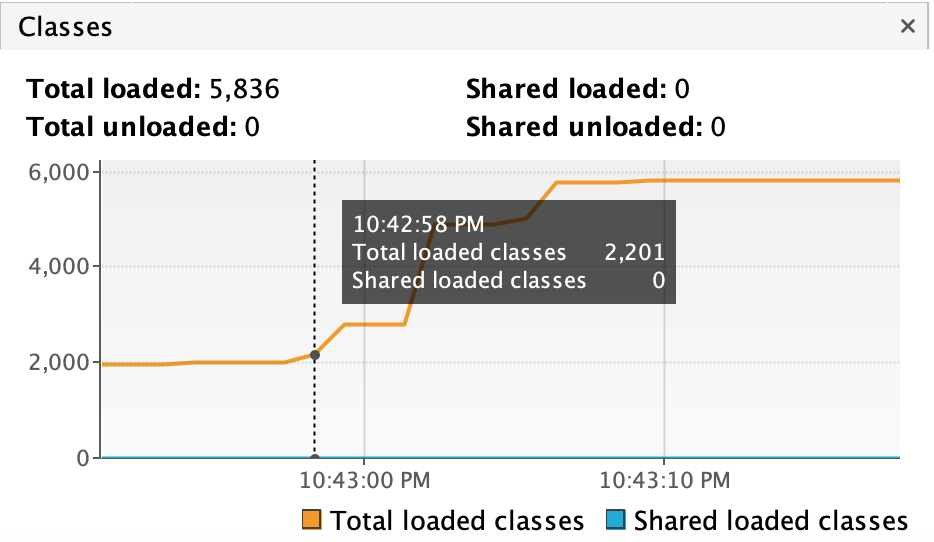 Classes ×
Total loaded: 5,836 Shared loaded: 0
Total unloaded: 0 Shared unloaded: 0
6,000
10:42:58 PM
Total loaded classes 2,201
4,000
Shared loaded classes 0
2,000
0
10:43:00 PM 10:43:10 PM
Total loaded classes Shared loaded classes